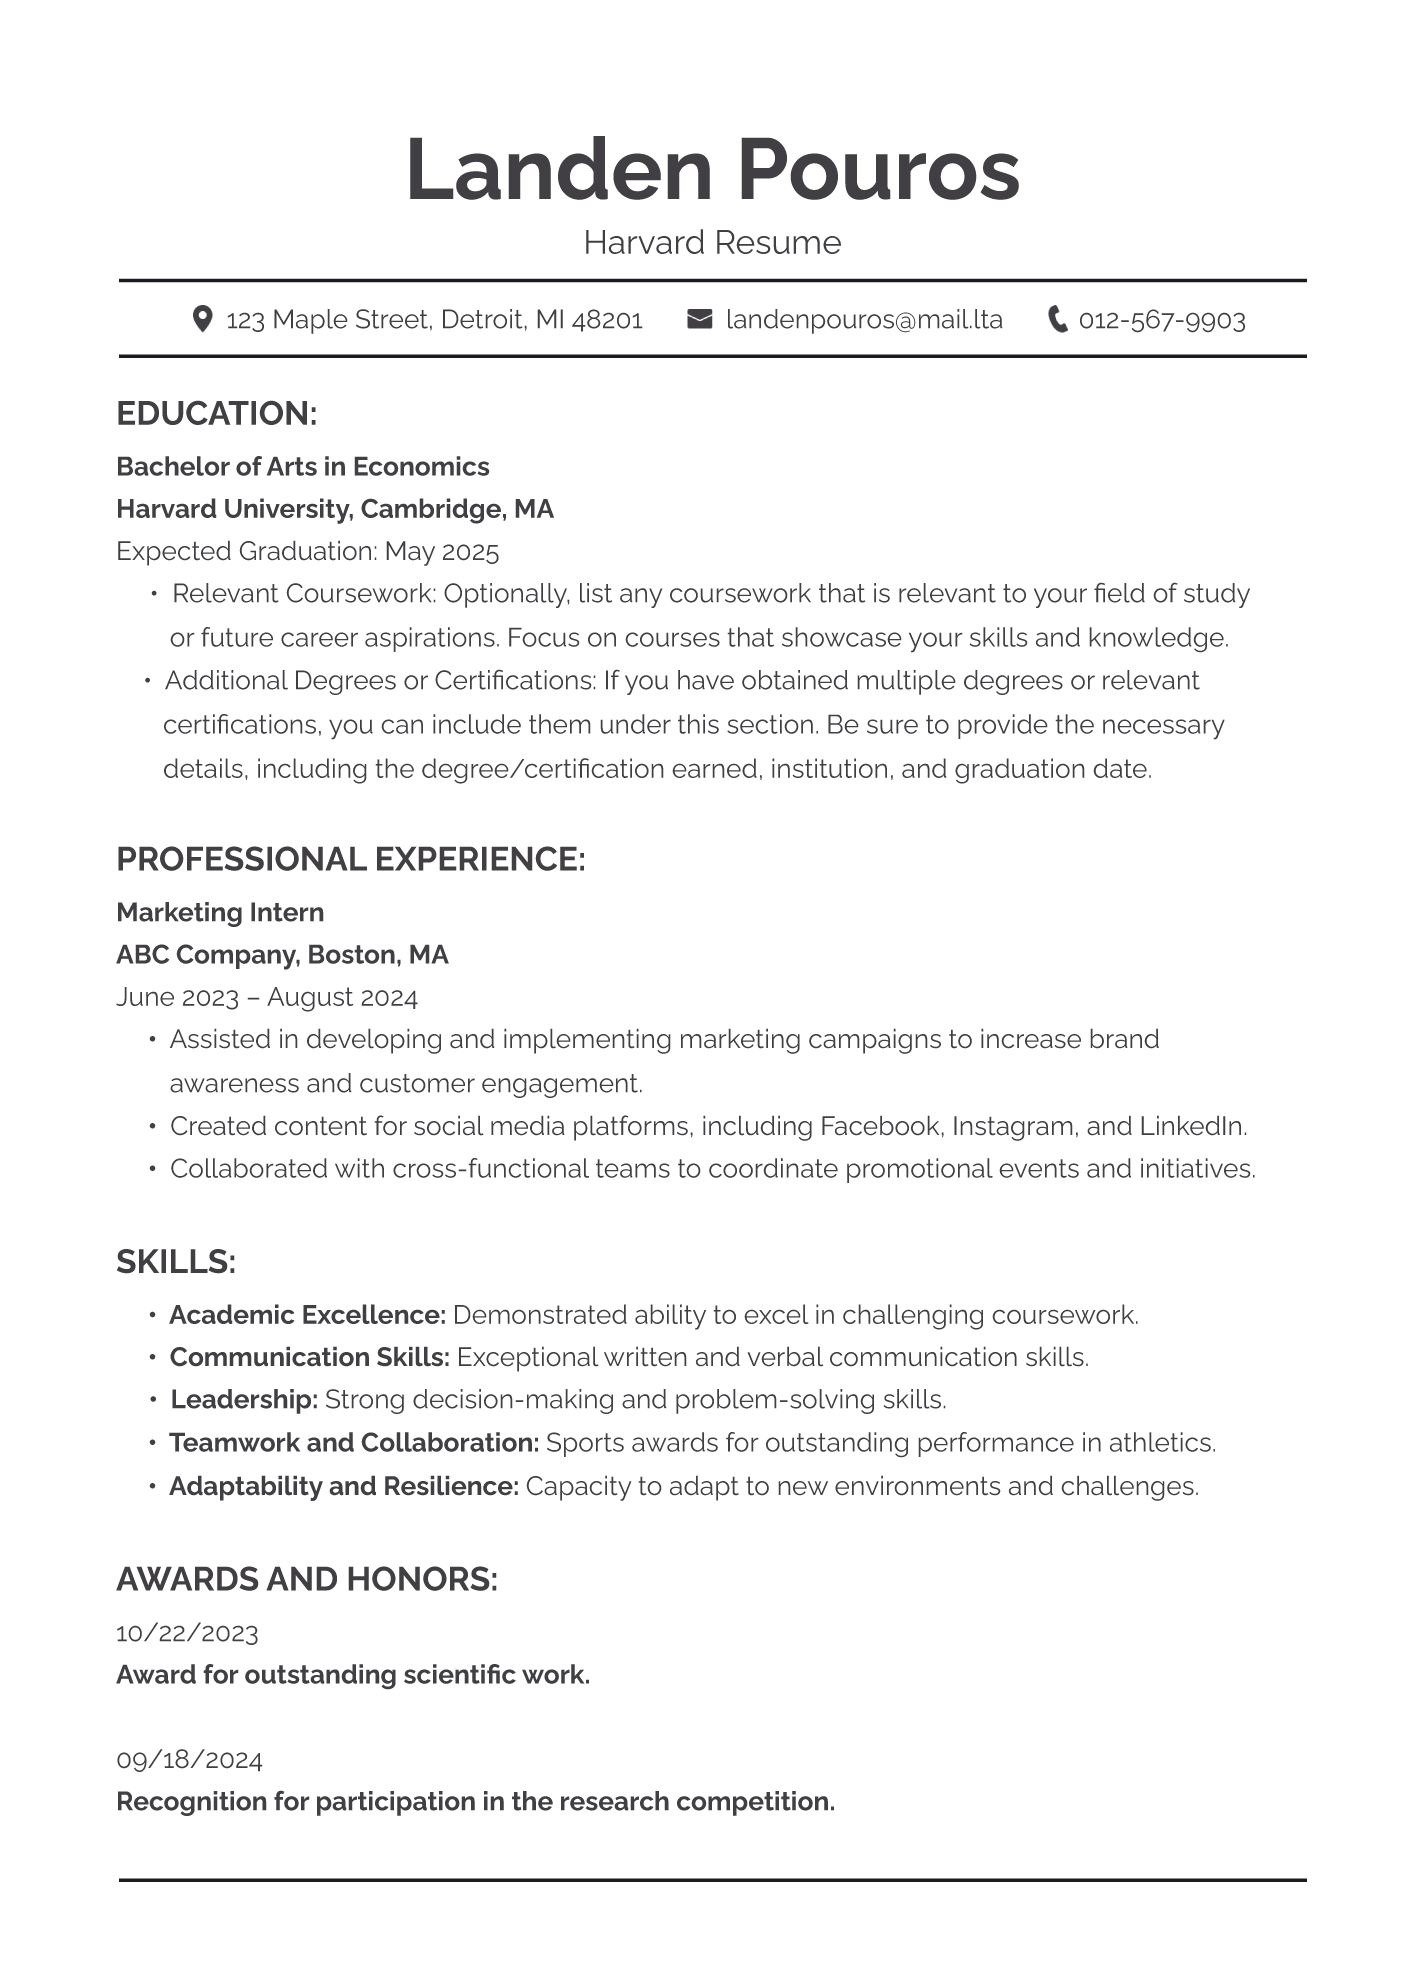 Landen Pouros
Harvard Resume
123 Maple Street, Detroit, MI 48201 landenpouros@mail.lta 012-567-9903
EDUCATION:
Bachelor of Arts in Economics
Harvard University, Cambridge, MA
Expected Graduation: May 2025
• Relevant Coursework: Optionally, list any coursework that is relevant to your field of study
or future career aspirations. Focus on courses that showcase your skills and knowledge.
• Additional Degrees or Certifications: If you have obtained multiple degrees or relevant
certifications, you can include them under this section. Be sure to provide the necessary
details, including the degree/certification earned, institution, and graduation date.
PROFESSIONAL EXPERIENCE:
Marketing Intern
ABC Company, Boston, MA
June 2023 – August 2024
• Assisted in developing and implementing marketing campaigns to increase brand
awareness and customer engagement.
• Created content for social media platforms, including Facebook, Instagram, and LinkedIn.
• Collaborated with cross-functional teams to coordinate promotional events and initiatives.
SKILLS:
• Academic Excellence: Demonstrated ability to excel in challenging coursework.
• Communication Skills: Exceptional written and verbal communication skills.
• Leadership: Strong decision-making and problem-solving skills.
• Teamwork and Collaboration: Sports awards for outstanding performance in athletics.
• Adaptability and Resilience: Capacity to adapt to new environments and challenges.
AWARDS AND HONORS:
10/22/2023
Award for outstanding scientific work.
09/18/2024
Recognition for participation in the research competition.